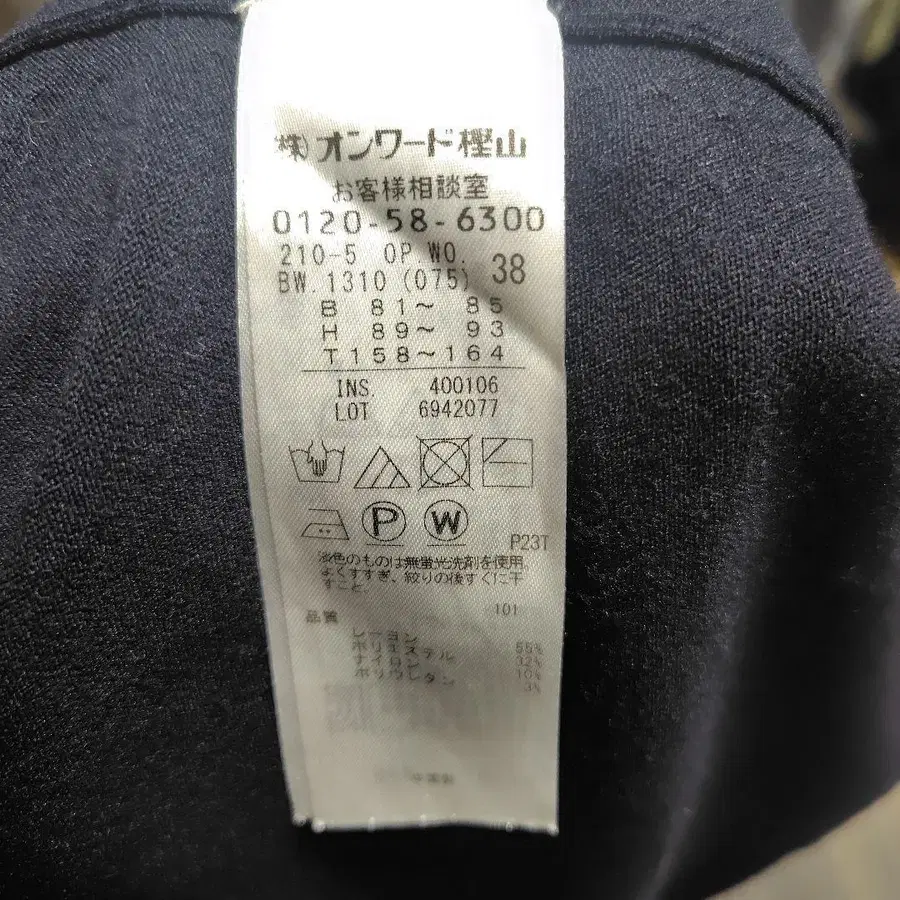 ㈱オンワード樫山
お客様相談室
0120-58-6300
210-5 OP WO.
BW.1310 (075) 38
B 81〜 85
H 89〜 93
T158〜164
INS. 400106
LOT 6942077
P
W
P23T
淡色のものは無蛍光洗剤を使用,
よくすすぎ、絞りの後すぐに干
すこと。
品質 101
レーヨン 55%
ポリエステル 32%
ナイロン 10%
ポリウレタン 3%